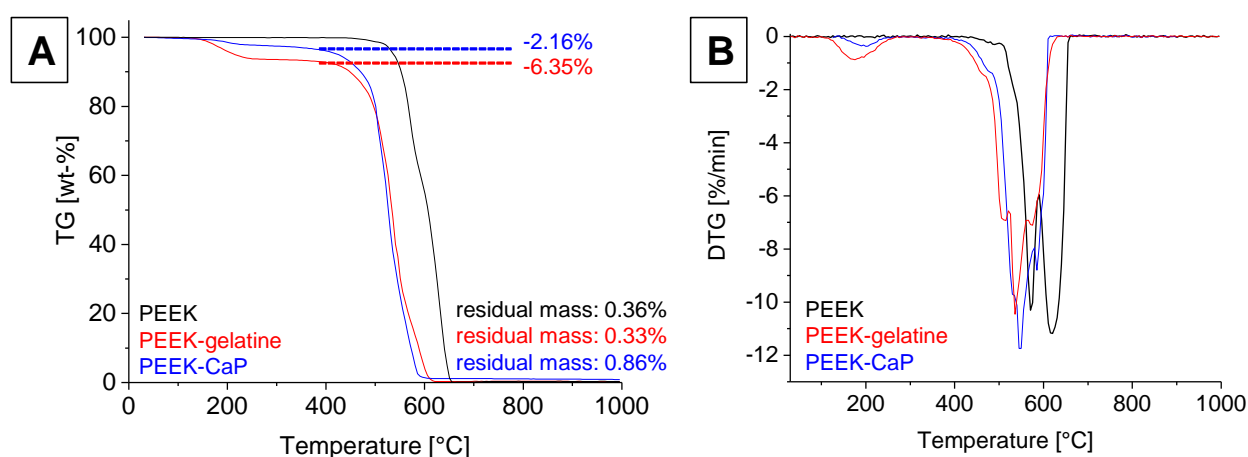 A
100
80
60
40
20
0
TG [wt-%]
-2.16%
-6.35%
PEEK
PEEK-gelatine
PEEK-CaP
residual mass: 0.36%
residual mass: 0.33%
residual mass: 0.86%
0 200 400 600 800 1000
Temperature [°C]
B
0
-2
-4
-6
-8
-10
-12
DTG [%/min]
PEEK
PEEK-gelatine
PEEK-CaP
200 400 600 800 1000
Temperature [°C]